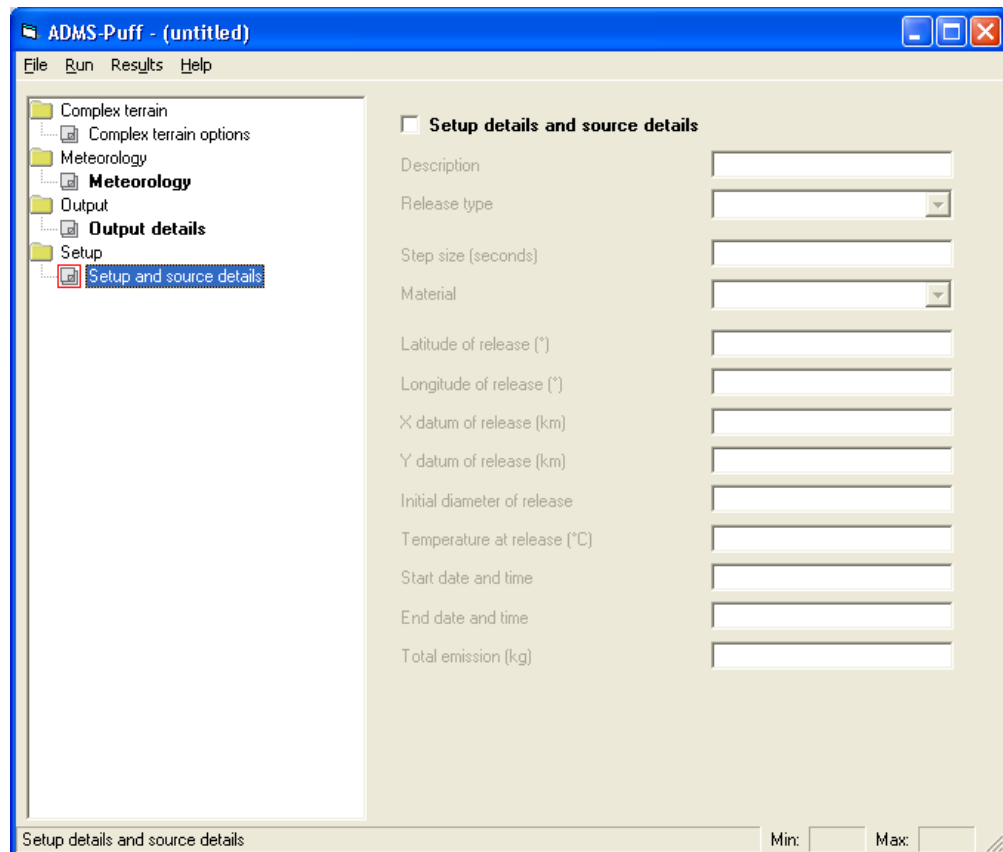 ADMS-Puff - (untitled)
File Run Results Help
Complex terrain
Complex terrain options
Meteorology
Meteorology
Output
Output details
Setup
Setup and source details
Setup details and source details
Description
Release type
Step size (seconds)
Material
Latitude of release (°)
Longitude of release (°)
X datum of release (km)
Y datum of release (km)
Initial diameter of release
Temperature at release (°C)
Start date and time
End date and time
Total emission (kg)
Setup details and source details Min: Max: